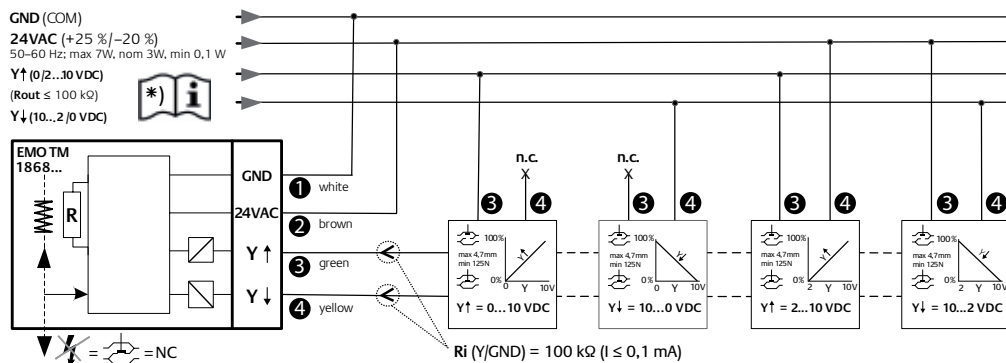 GND (COM)
24VAC (+25 %/−20 %)
50–60 Hz; max 7W, nom 3W, min 0,1 W
Y↑ (0/2...10 VDC)
(Rout ≤ 100 kΩ)
Y↓ (10...2 /0 VDC)
*) i
EMO TM
1868...
R
GND
24VAC
Y ↑
Y ↓
1 white
2 brown
3 green
4 yellow
= = NC
n.c.
X
3 4
100%
max 4,7mm
min 125N
0%
Y↑
0 Y 10V
Y↑ = 0... 10 VDC
n.c.
X
3 4
100%
max 4,7mm
min 125N
0%
Y↓
0 Y 10V
Y↓ = 10...0 VDC
3 4
100%
max 4,7mm
min 125N
0%
Y↑
2 Y 10V
Y↑ = 2...10 VDC
3 4
100%
max 4,7mm
min 125N
0%
Y↓
2 Y 10V
Y↓ = 10...2 VDC
Ri (Y/GND) = 100 kΩ (I ≤ 0,1 mA)